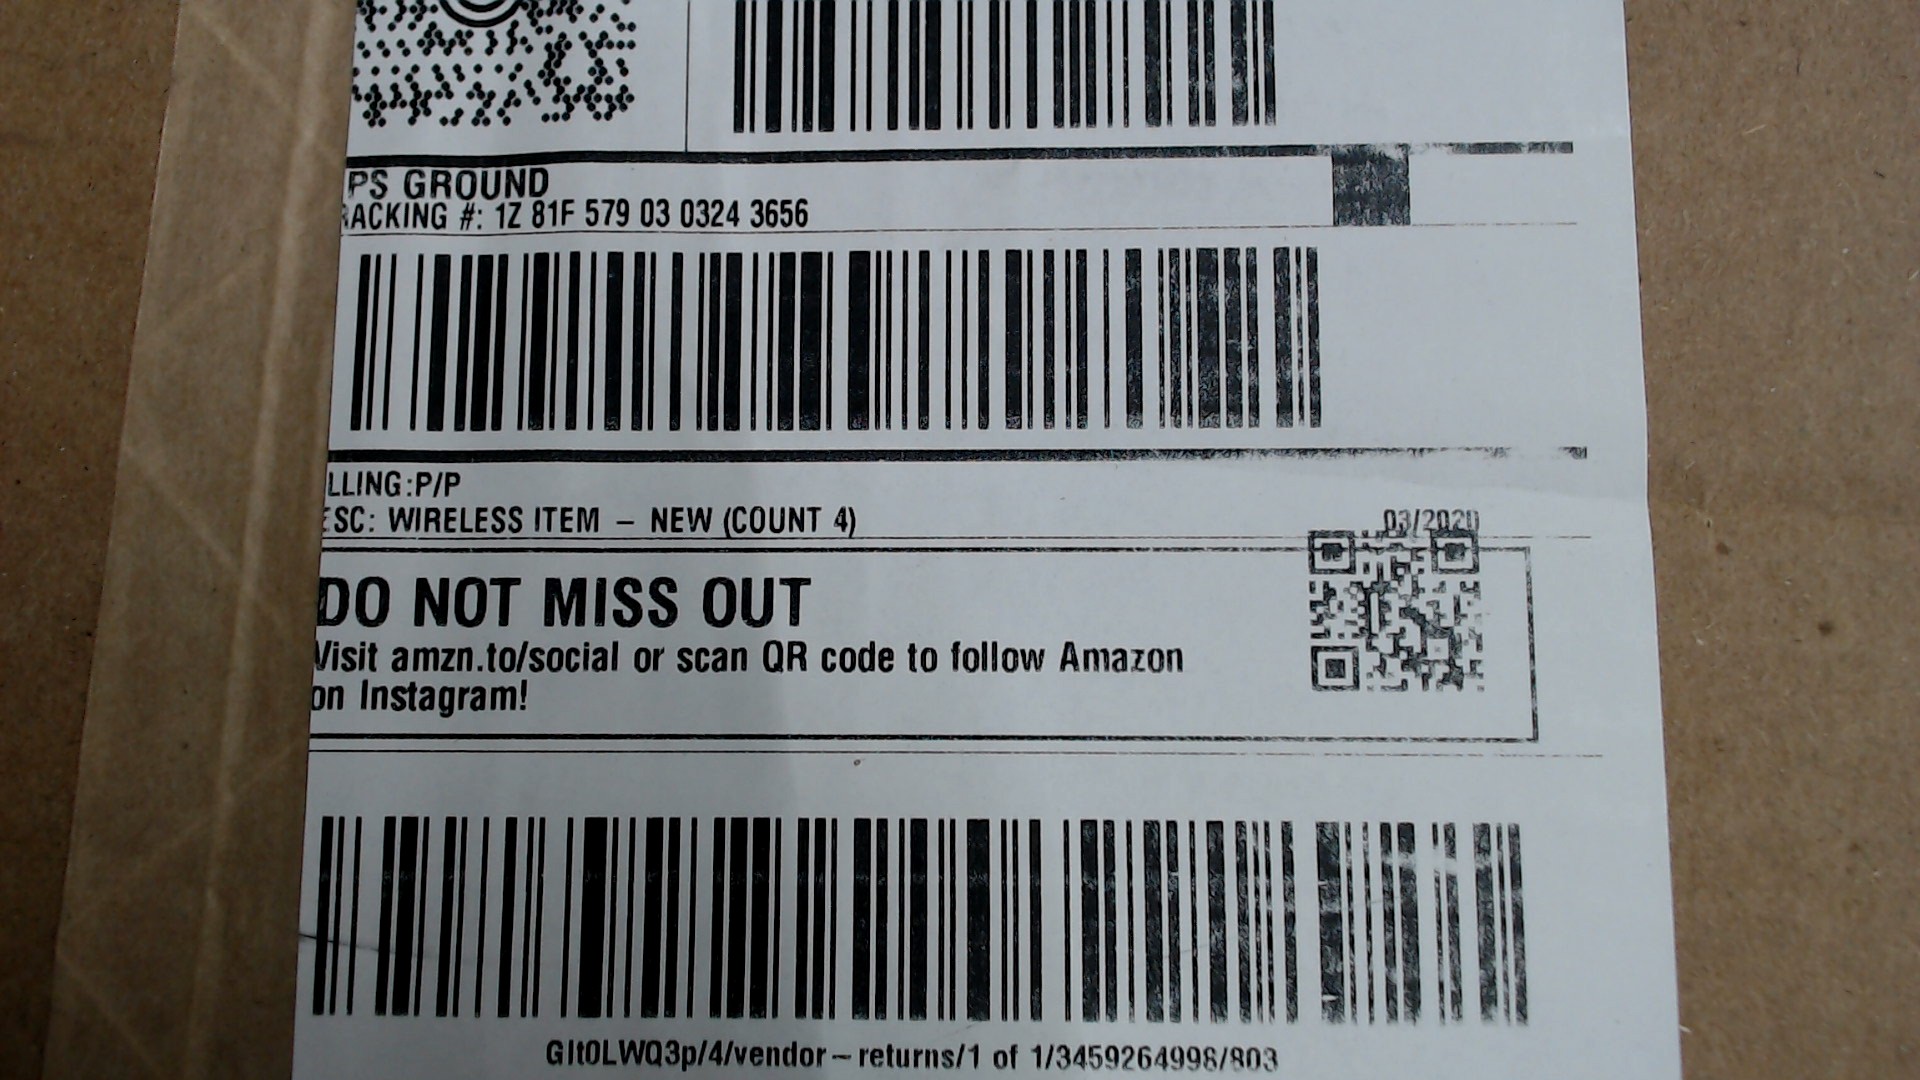 PS GROUND
ACKING #: 1Z 81F 579 03 0324 3656
LLING:P/P
SC: WIRELESS ITEM – NEW (COUNT 4)
03/2020
DO NOT MISS OUT
Visit amzn.to/social or scan QR code to follow Amazon
on Instagram!
GIt0LWQ3p/4/vendor – returns/1 of 1/3459264998/803